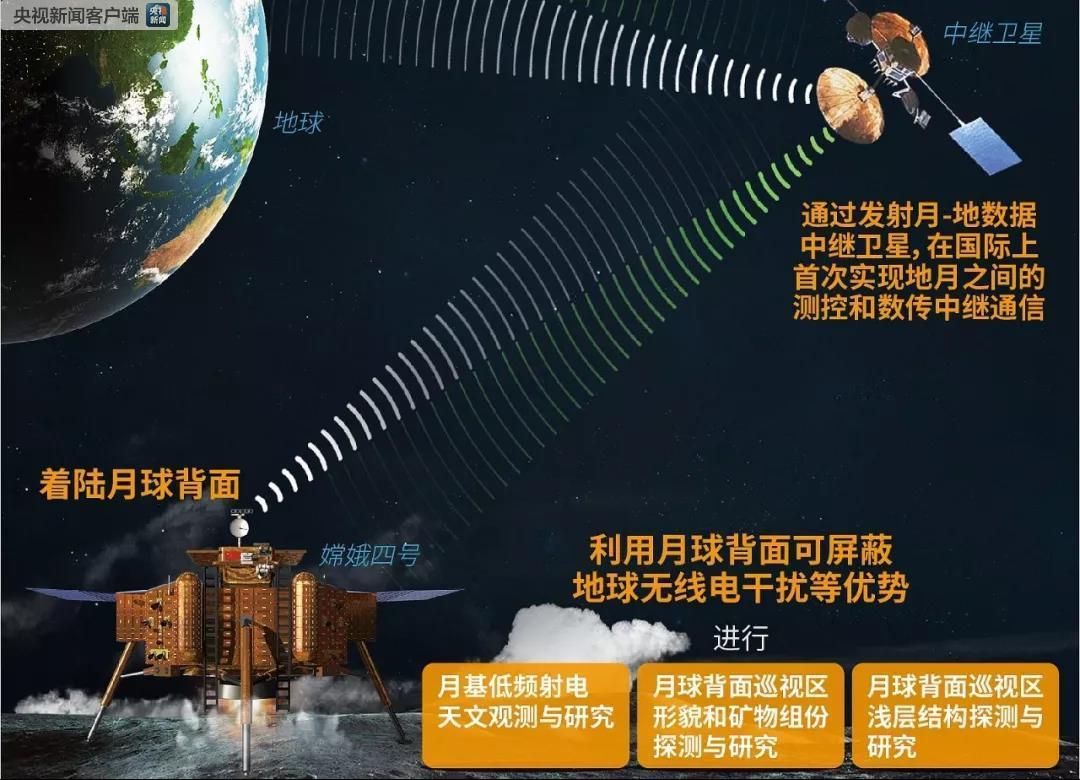 央视新闻客户端
央视
新闻
中继卫星
地球
通过发射月-地数据
中继卫星，在国际上
首次实现地月之间的
测控和数传中继通信
着陆月球背面
嫦娥四号
利用月球背面可屏蔽
地球无线电干扰等优势
进行
月基低频射电
天文观测与研究
月球背面巡视区
形貌和矿物组份
探测与研究
月球背面巡视区
浅层结构探测与
研究